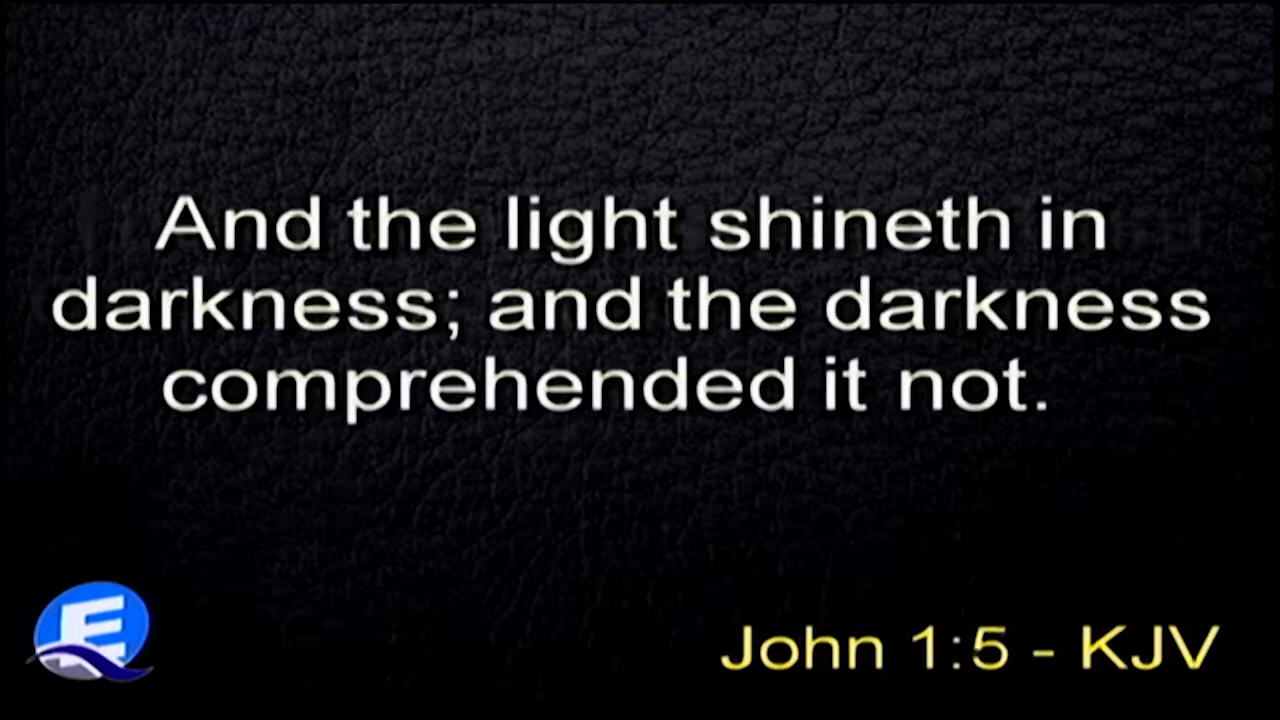 And the light shineth in
darkness; and the darkness
comprehended it not.
E
John 1:5 - KJV